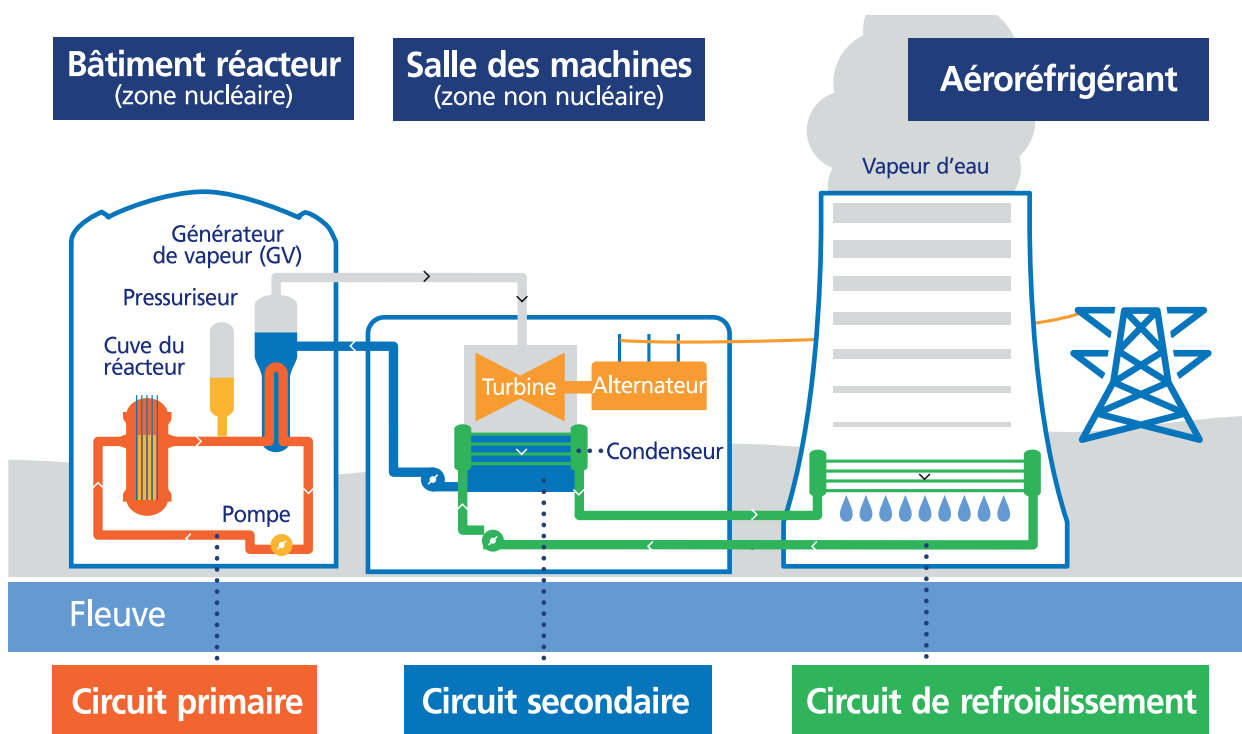 Bâtiment réacteur
(zone nucléaire)
Salle des machines
(zone non nucléaire)
Aéroréfrigérant
Vapeur d'eau
Générateur
de vapeur (GV)
Pressuriseur
Cuve du
réacteur
Turbine
Alternateur
Condenseur
Pompe
Fleuve
Circuit primaire
Circuit secondaire
Circuit de refroidissement